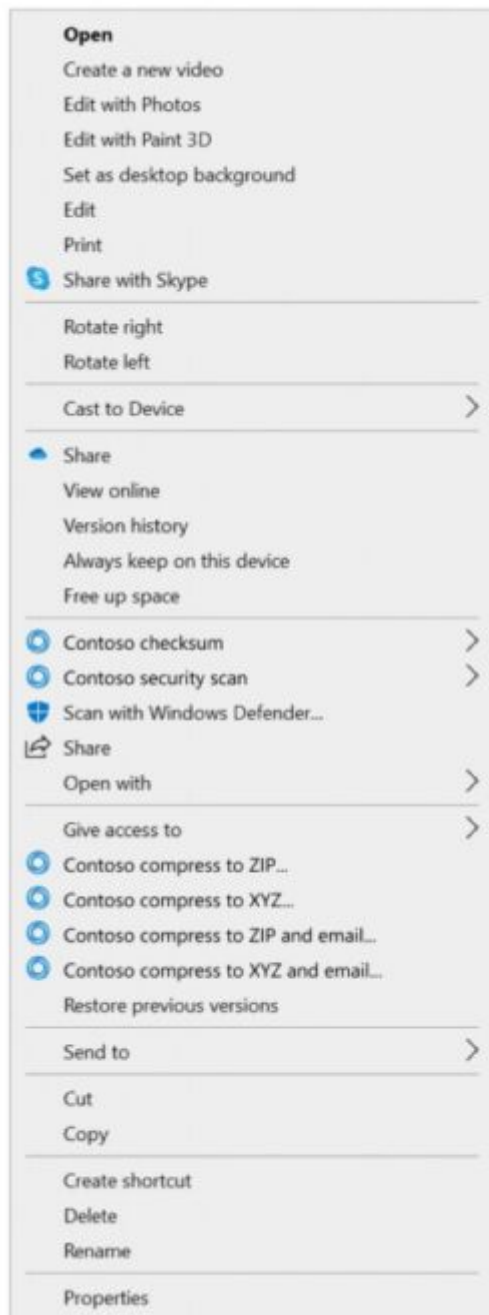 Open
Create a new video
Edit with Photos
Edit with Paint 3D
Set as desktop background
Edit
Print
Share with Skype
Rotate right
Rotate left
Cast to Device
Share
View online
Version history
Always keep on this device
Free up space
Contoso checksum
Contoso security scan
Scan with Windows Defender...
Share
Open with
Give access to
Contoso compress to ZIP...
Contoso compress to XYZ...
Contoso compress to ZIP and email...
Contoso compress to XYZ and email...
Restore previous versions
Send to
Cut
Copy
Create shortcut
Delete
Rename
Properties